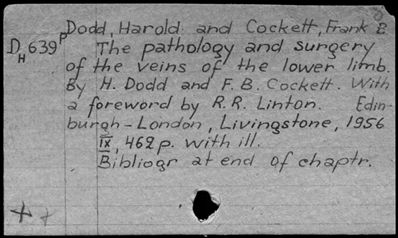 Dodd, Harold and Cockett, Frank B
DH639P The pathology and surgery
of the veins of the lower limb.
By H. Dodd and F. B. Cockett. With
a foreword by R. R. Linton. Edin-
burgh-London, Livingstone, 1956
IX, 462 p. with ill.
Bibliogr at end of chaptr.